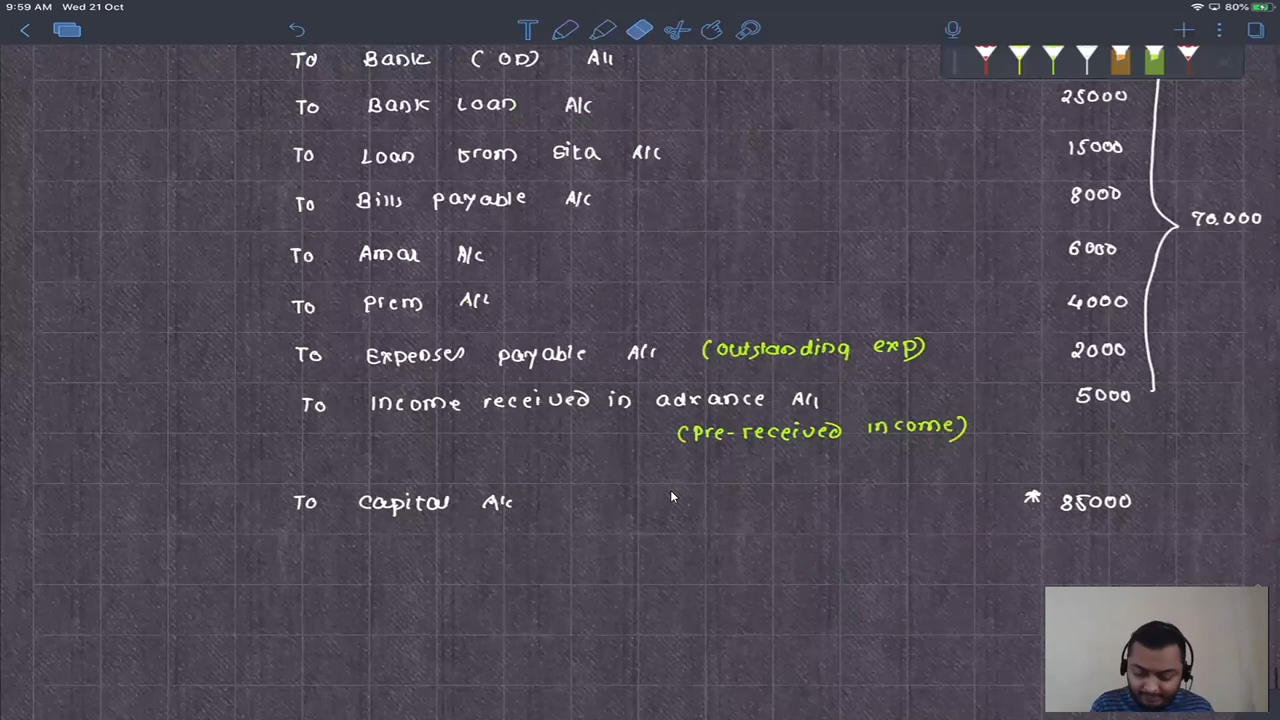 9:59 AM Wed 21 Oct 80%
To Bank (OD) A/c
To Bank Loan A/c 25000
To Loan from Sita A/c 15000
To Bills payable A/c 8000
70,000
To Amar A/c 6000
To Prem A/c 4000
To Expenses payable A/c (outstanding exp) 2000
To Income received in advance A/c 5000
(Pre-received income)
To Capital A/c * 85000